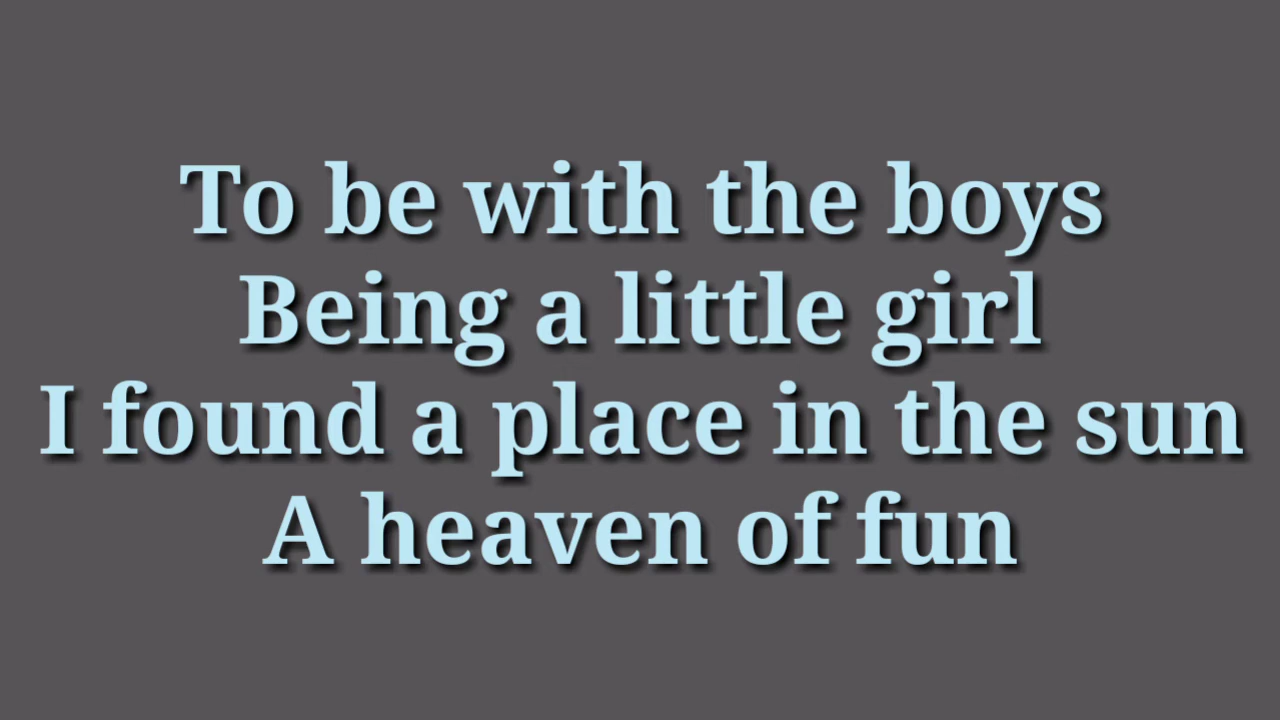 To be with the boys
Being a little girl
I found a place in the sun
A heaven of fun